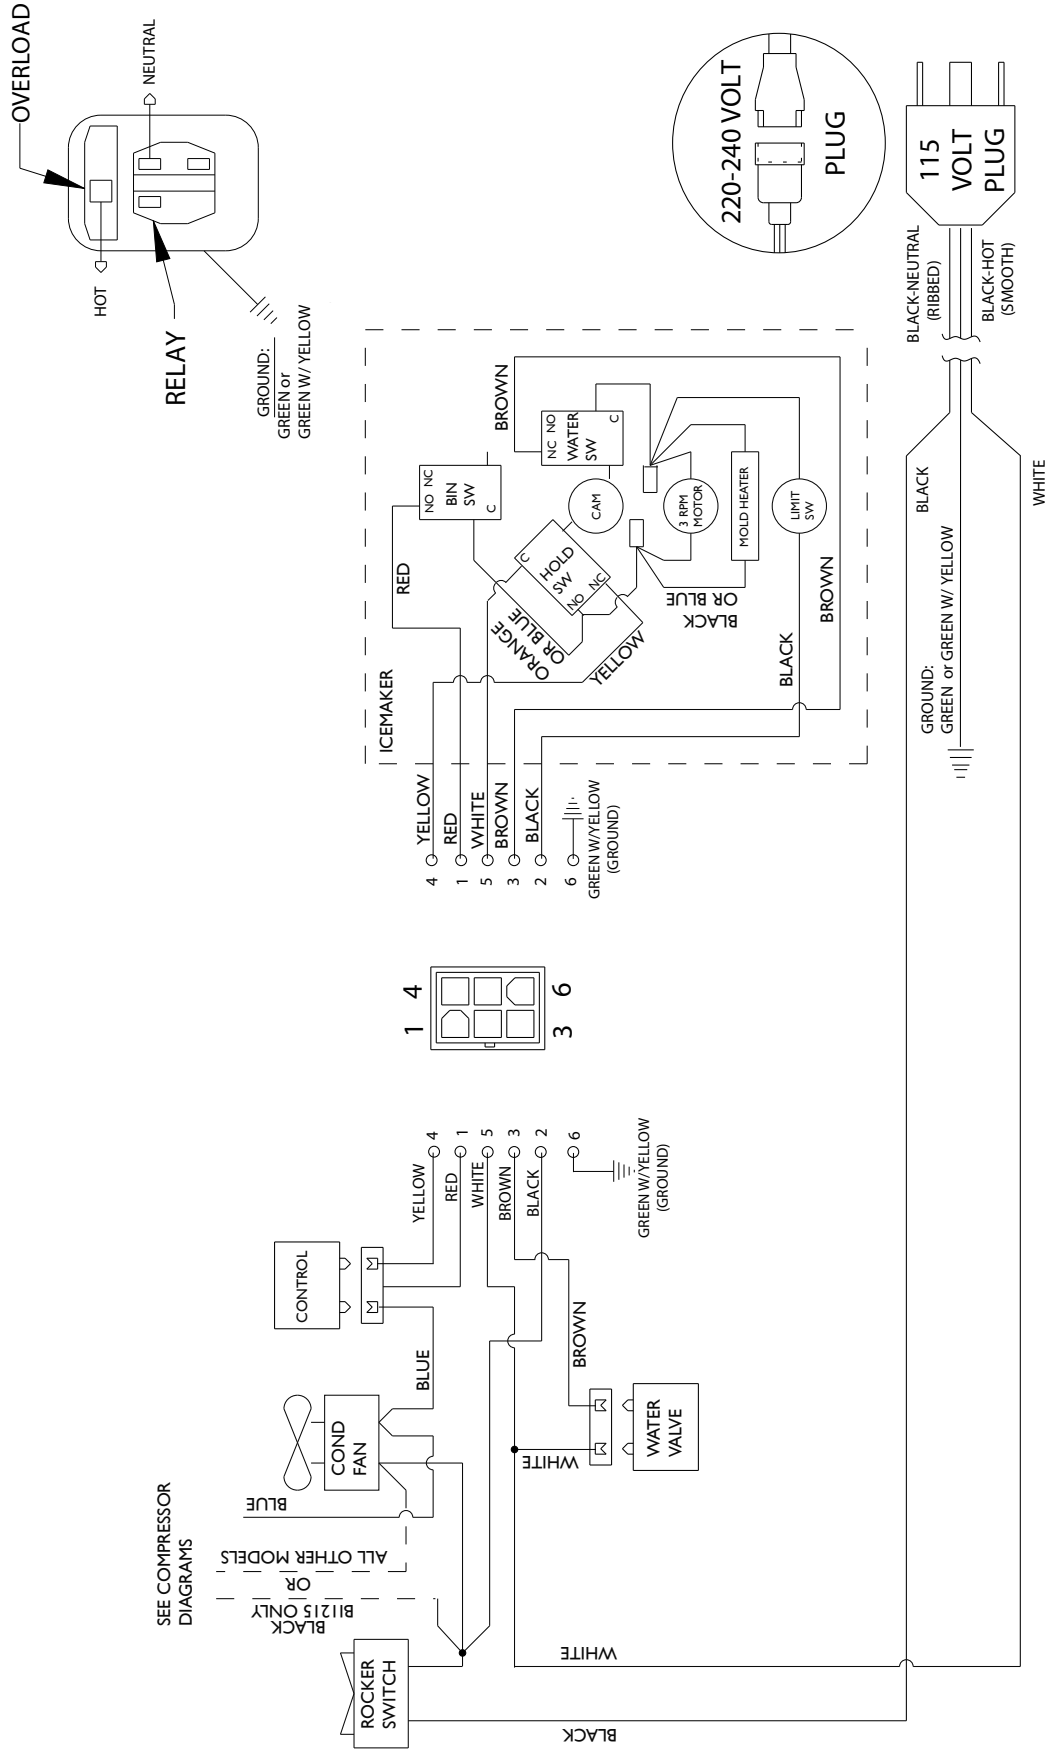 SEE COMPRESSOR
DIAGRAMS
ROCKER
SWITCH
BLACK
BI1215 ONLY
OR
ALL OTHER MODELS
BLUE
COND
FAN
BLUE
CONTROL
YELLOW
RED
WHITE
BROWN
BLACK
4
1
5
3
2
6
GREEN W/YELLOW
(GROUND)
BROWN
WHITE
WATER
VALVE
WHITE
BLACK
1
4
3
6
4
1
5
3
2
6
YELLOW
RED
WHITE
BROWN
BLACK
GREEN W/YELLOW
(GROUND)
ICEMAKER
RED
NO NC
BIN
SW
C
BROWN
NC NO
WATER
SW
C
CAM
C
HOLD
SW
NO NC
ORANGE
OR BLUE
YELLOW
3 RPM
MOTOR
MOLD HEATER
LIMIT
SW
BLACK
OR BLUE
BLACK
BROWN
OVERLOAD
NEUTRAL
HOT
RELAY
GROUND:
GREEN or
GREEN W/ YELLOW
220-240 VOLT
PLUG
115
VOLT
PLUG
BLACK-NEUTRAL
(RIBBED)
BLACK-HOT
(SMOOTH)
BLACK
GROUND:
GREEN or GREEN W/ YELLOW
WHITE